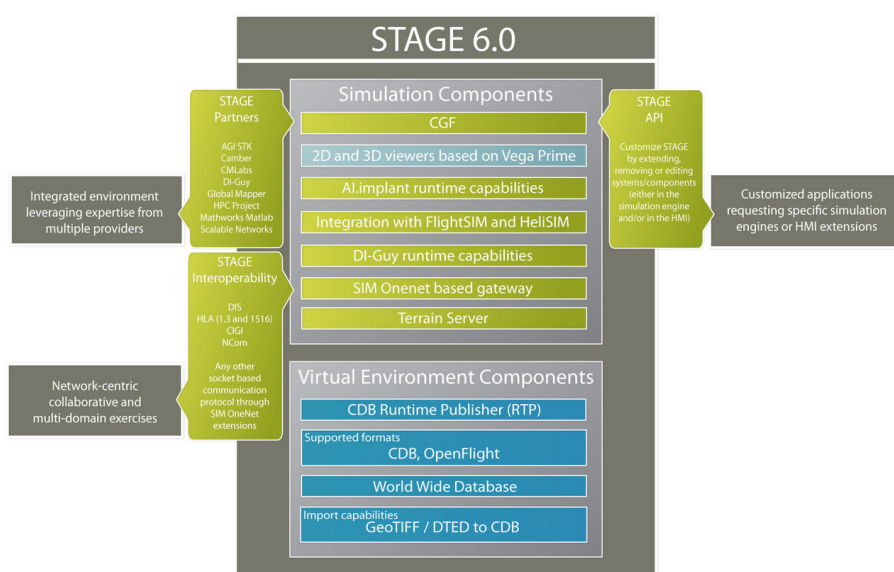 STAGE 6.0
Simulation Components
CGF
2D and 3D viewers based on Vega Prime
AI.implant runtime capabilities
Integration with FlightSIM and HeliSIM
DI-Guy runtime capabilities
SIM Onenet based gateway
Terrain Server
Virtual Environment Components
CDB Runtime Publisher (RTP)
Supported formats
CDB, OpenFlight
World Wide Database
Import capabilities
GeoTIFF / DTED to CDB
STAGE
Partners
AGI STK
Camber
CMLabs
DI-Guy
Global Mapper
HPC Project
Mathworks Matlab
Scalable Networks
Integrated environment
leveraging expertise from
multiple providers
STAGE
Interoperability
DIS
HLA (1.3 and 1516)
CIGI
NCom
Any other
socket based
communication
protocol through
SIM OneNet
extensions
Network-centric
collaborative and
multi-domain exercises
STAGE
API
Customize STAGE
by extending,
removing or editing
systems/components
(either in the
simulation engine
and/or in the HMI)
Customized applications
requesting specific simulation
engines or HMI extensions